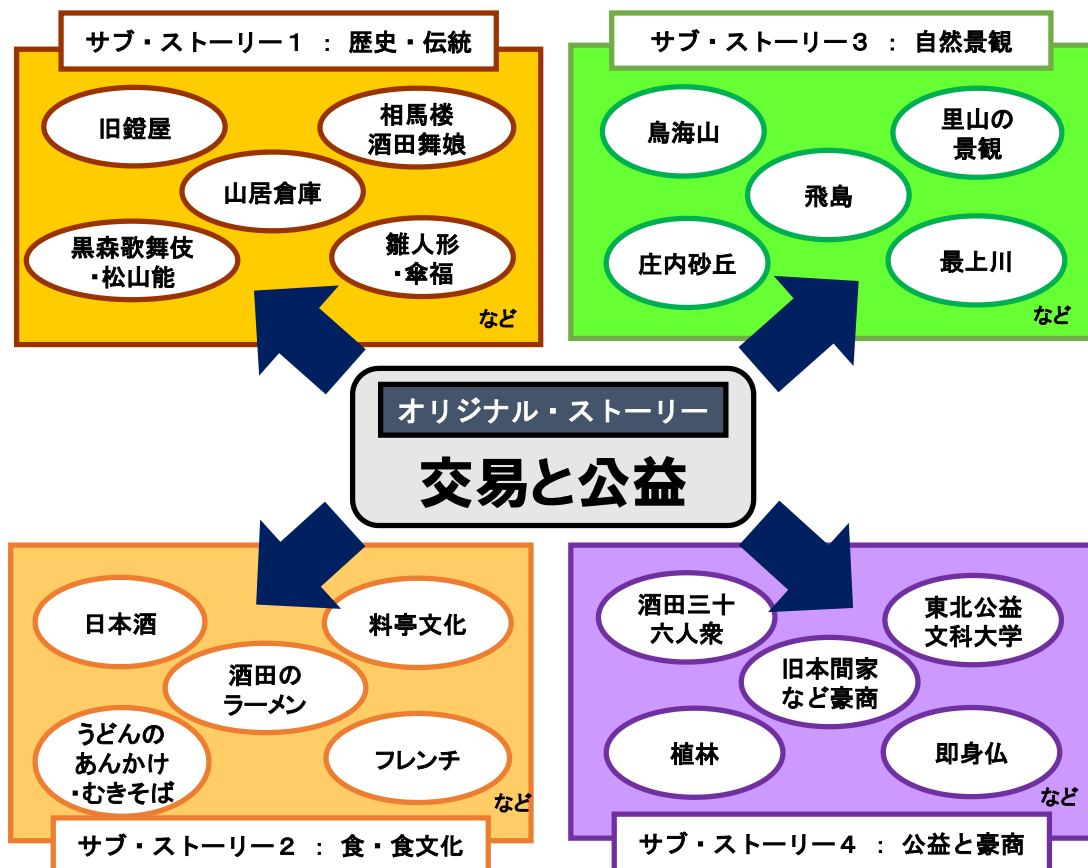 サブ・ストーリー１ : 歴史・伝統
旧鐙屋
相馬楼
酒田舞娘
山居倉庫
黒森歌舞伎
・松山能
雛人形
・傘福
など
サブ・ストーリー３ : 自然景観
鳥海山
里山の
景観
飛島
庄内砂丘
最上川
など
オリジナル・ストーリー
交易と公益
日本酒
料亭文化
酒田の
ラーメン
うどんの
あんかけ
・むきそば
フレンチ
など
サブ・ストーリー２ : 食・食文化
酒田三十
六人衆
東北公益
文科大学
旧本間家
など豪商
植林
即身仏
など
サブ・ストーリー４ : 公益と豪商